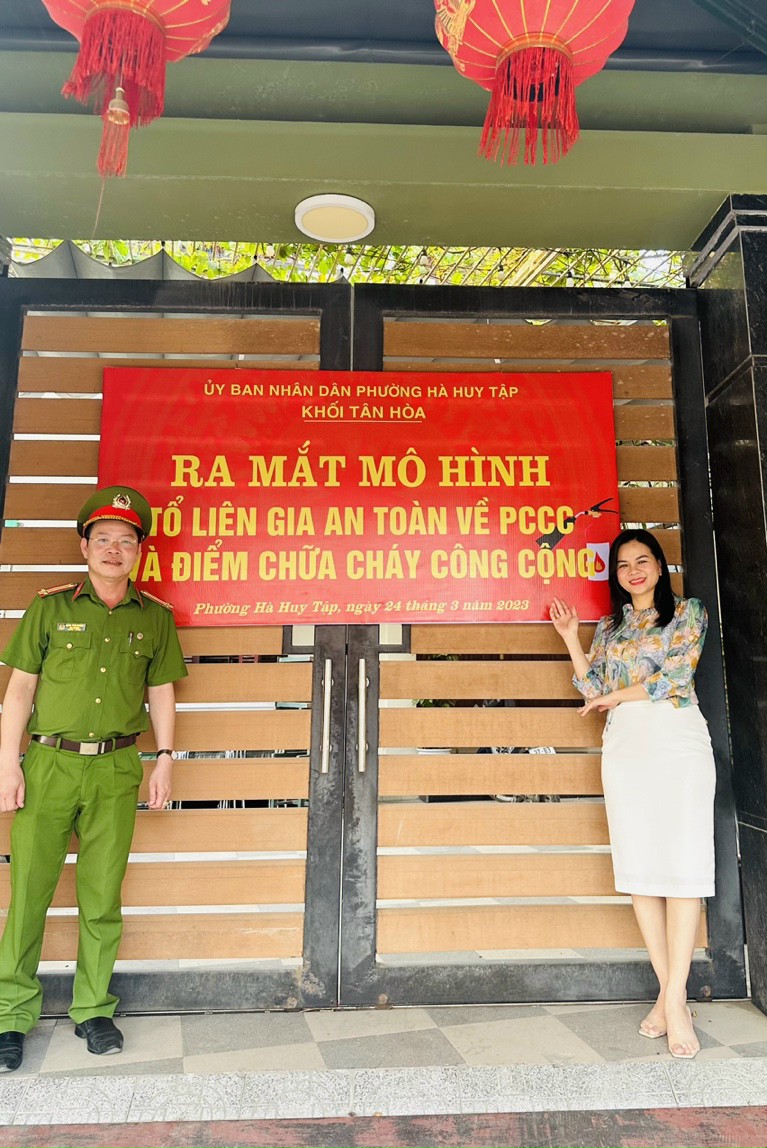 ỦY BAN NHÂN DÂN PHƯỜNG HÀ HUY TẬP
KHỐI TÂN HÒA
RA MẮT MÔ HÌNH
TỔ LIÊN GIA AN TOÀN VỀ PCCC
VÀ ĐIỂM CHỮA CHÁY CÔNG CỘNG
Phường Hà Huy Tập, ngày 24 tháng 3 năm 2023